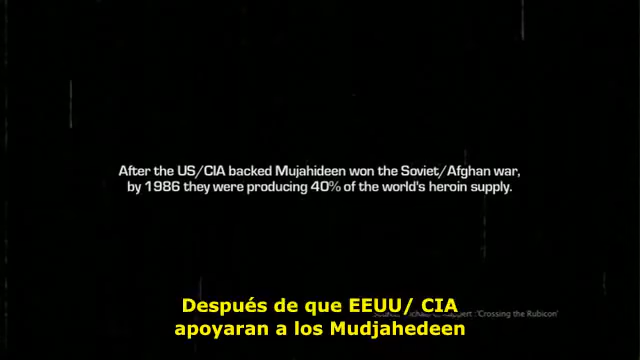 After the US/CIA backed Mujahideen won the Soviet/Afghan war,
by 1986 they were producing 40% of the world's heroin supply.
Después de que EEUU/ CIA
:'Crossing the Rubicon'
apoyaran a los Mudjahedeen